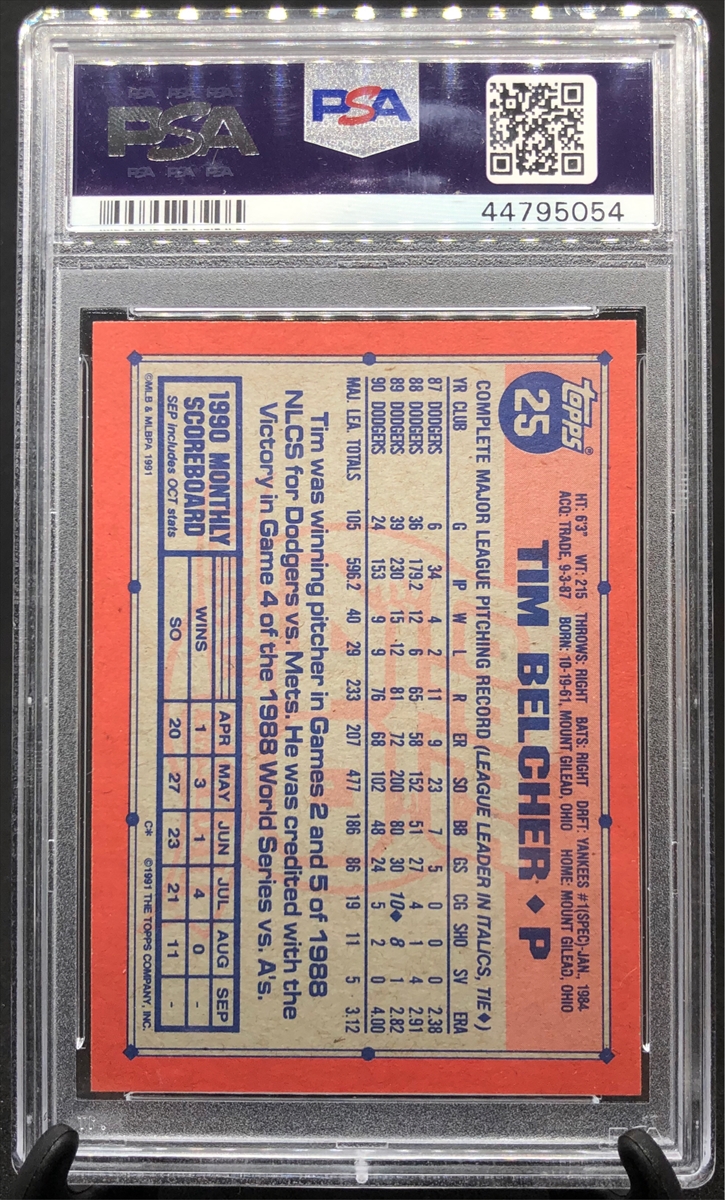 PSA PSA PSA
PSA
PSA PSA PSA
PSA
44795054
topps®
25
HT: 6'3" WT: 215 THROWS: RIGHT BATS: RIGHT DRFT: YANKEES #1(SPEC)-JAN, 1984
ACQ: TRADE, 9-3-87 BORN: 10-19-61, MOUNT GILEAD, OHIO HOME: MOUNT GILEAD, OHIO
TIM BELCHER ♦ P
COMPLETE MAJOR LEAGUE PITCHING RECORD (LEAGUE LEADER IN ITALICS, TIE♦)
YR CLUB G IP W L R ER SO BB GS CG SHO SV ERA
87 DODGERS 6 34 4 2 11 9 23 7 5 0 0 0 2.38
88 DODGERS 36 179.2 12 6 65 58 152 51 27 4 1 4 2.91
89 DODGERS 39 230 15 12 81 72 200 80 30 10♦ 8 1 2.82
90 DODGERS 24 153 9 9 76 68 102 48 24 5 2 0 4.00
MAJ. LEA. TOTALS 105 596.2 40 29 233 207 477 186 86 19 11 5 3.12
Tim was winning pitcher in Games 2 and 5 of 1988
NLCS for Dodgers vs. Mets. He was credited with the
Victory in Game 4 of the 1988 World Series vs. A's.
1990 MONTHLY
SCOREBOARD
SEP includes OCT stats
APR MAY JUN JUL AUG SEP
WINS 1 3 1 4 0 -
SO 20 27 23 21 11 -
©MLB & MLBPA 1991
C* ©1991 THE TOPPS COMPANY, INC.